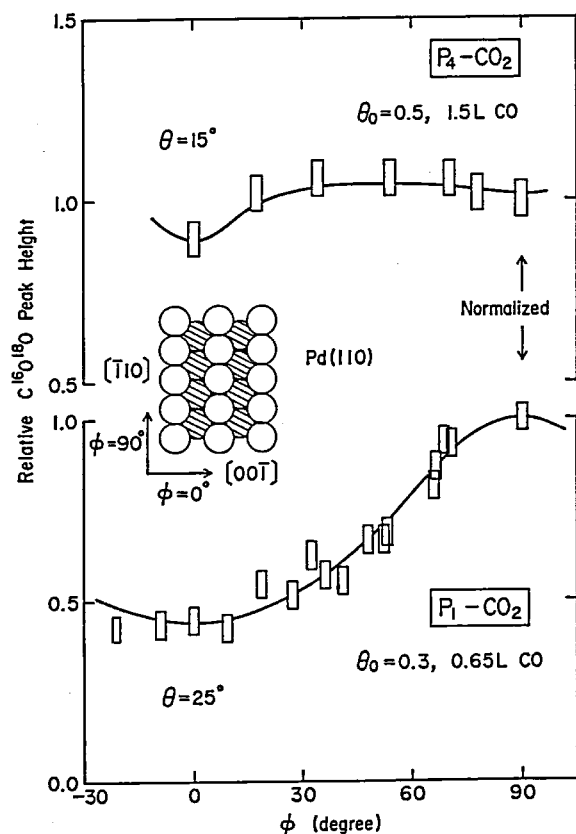 1.5
P₄-CO₂
θ₀=0.5, 1.5L CO
θ=15°
1.0
Normalized
Pd(110)
[1̄10]
0.5
φ=90°
[001̄]
φ=0°
1.0
0.5
P₁-CO₂
θ₀=0.3, 0.65L CO
θ=25°
0.0
-30
0
30
60
90
φ (degree)
Relative C¹⁶O¹⁸O Peak Height